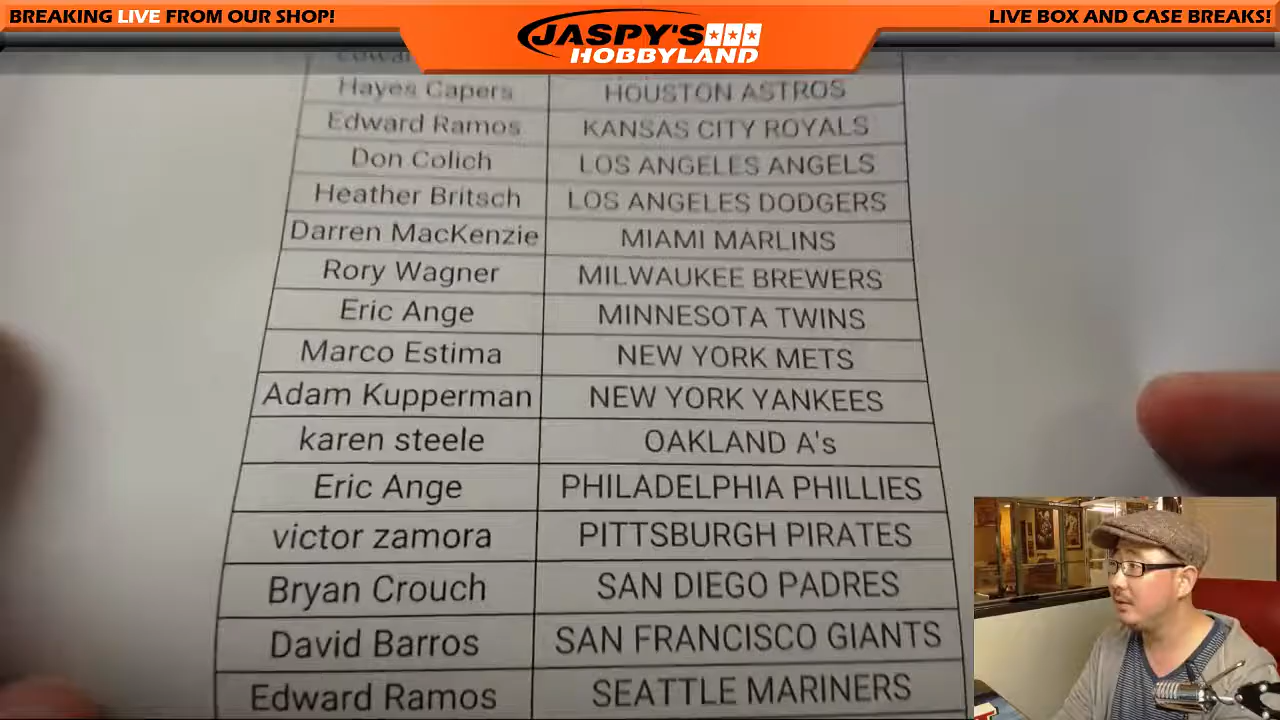 BREAKING LIVE FROM OUR SHOP!
JASPY'S
HOBBYLAND
LIVE BOX AND CASE BREAKS!
Hayes Capers HOUSTON ASTROS
Edward Ramos KANSAS CITY ROYALS
Don Colich LOS ANGELES ANGELS
Heather Britsch LOS ANGELES DODGERS
Darren MacKenzie MIAMI MARLINS
Rory Wagner MILWAUKEE BREWERS
Eric Ange MINNESOTA TWINS
Marco Estima NEW YORK METS
Adam Kupperman NEW YORK YANKEES
karen steele OAKLAND A's
Eric Ange PHILADELPHIA PHILLIES
victor zamora PITTSBURGH PIRATES
Bryan Crouch SAN DIEGO PADRES
David Barros SAN FRANCISCO GIANTS
Edward Ramos SEATTLE MARINERS